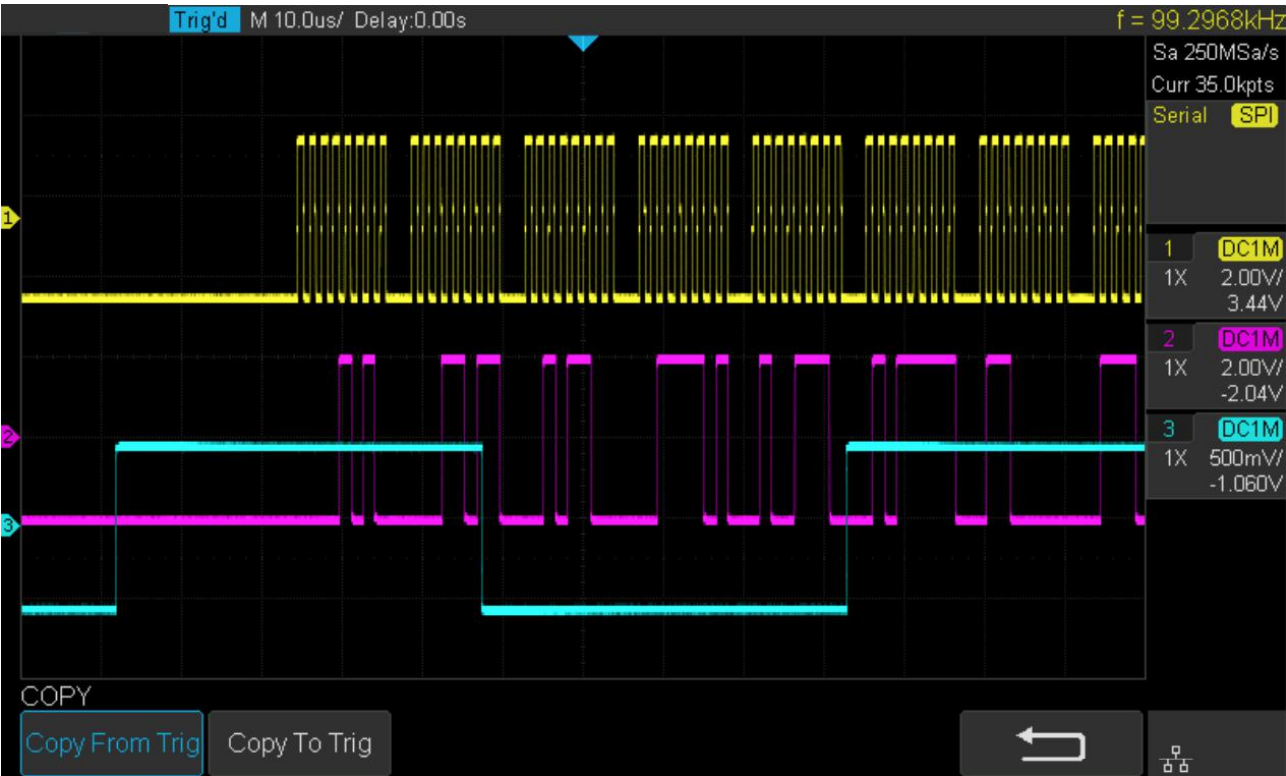 Trig'd M 10.0us/ Delay:0.00s f = 99.2968kHz
Sa 250MSa/s
Curr 35.0kpts
Serial SPI
1
1 DC1M
1X 2.00V/
3.44V
2 DC1M
1X 2.00V/
-2.04V
2
3 DC1M
1X 500mV/
-1.060V
3
COPY
Copy From Trig Copy To Trig